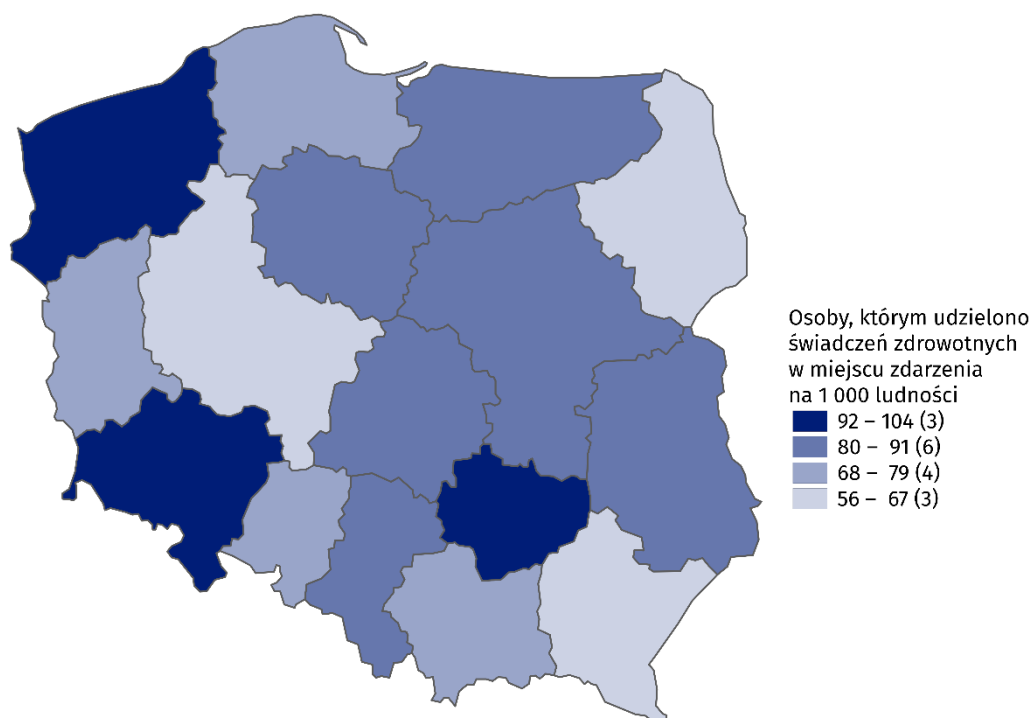 Osoby, którym udzielono
świadczeń zdrowotnych
w miejscu zdarzenia
na 1 000 ludności
92 – 104 (3)
80 – 91 (6)
68 – 79 (4)
56 – 67 (3)